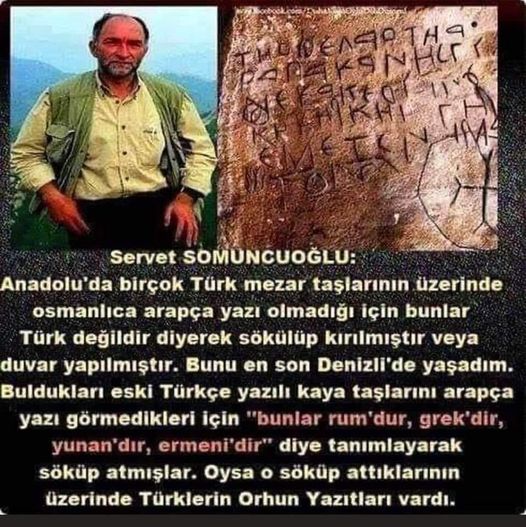 Servet SOMUNCUOĞLU:
Anadolu'da birçok Türk mezar taşlarının üzerinde
osmanlıca arapça yazı olmadığı için bunlar
Türk değildir diyerek sökülüp kırılmıştır veya
duvar yapılmıştır. Bunu en son Denizli'de yaşadım.
Buldukları eski Türkçe yazılı kaya taşlarını arapça
yazı görmedikleri için "bunlar rum'dur, grek'dir,
yunan'dır, ermeni'dir" diye tanımlayarak
söküp atmışlar. Oysa o söküp attıklarının
üzerinde Türklerin Orhun Yazıtları vardı.